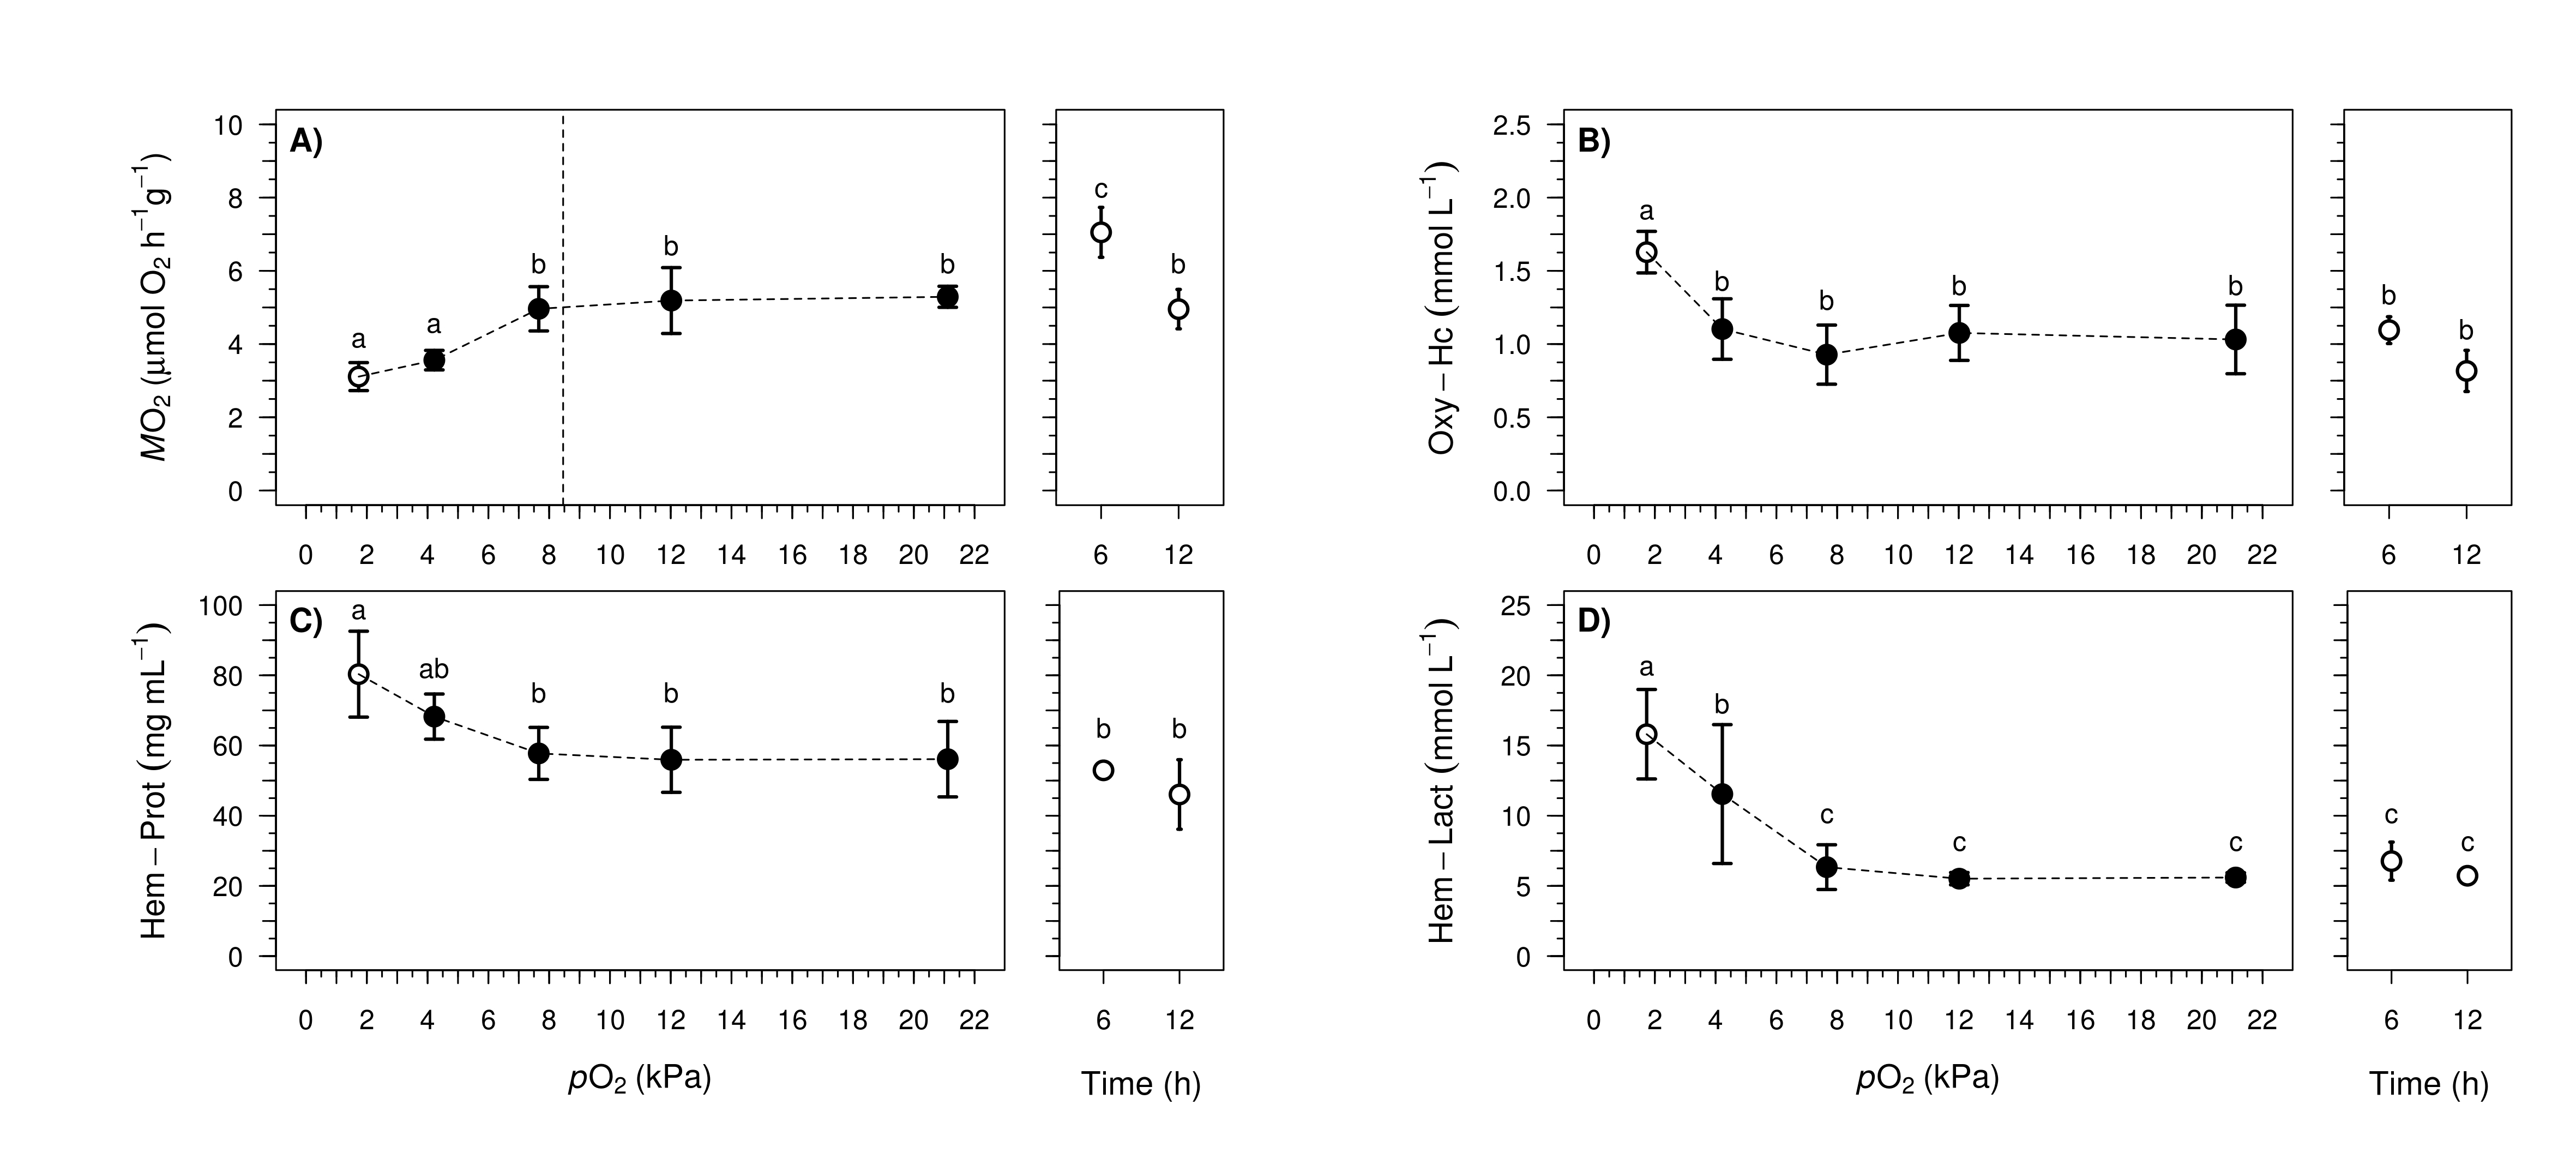 A)
MO₂ (μmol O₂ h⁻¹g⁻¹)
10
8
6
4
2
0
a
a
b
b
b
0 2 4 6 8 10 12 14 16 18 20 22
c
b
6 12
B)
Oxy–Hc (mmol L⁻¹)
2.5
2.0
1.5
1.0
0.5
0.0
a
b
b
b
b
0 2 4 6 8 10 12 14 16 18 20 22
b
b
6 12
C)
Hem–Prot (mg mL⁻¹)
100
80
60
40
20
0
a
ab
b
b
b
0 2 4 6 8 10 12 14 16 18 20 22
pO₂ (kPa)
b b
6 12
Time (h)
D)
Hem–Lact (mmol L⁻¹)
25
20
15
10
5
0
a
b
c
c
c
0 2 4 6 8 10 12 14 16 18 20 22
pO₂ (kPa)
c
c
6 12
Time (h)